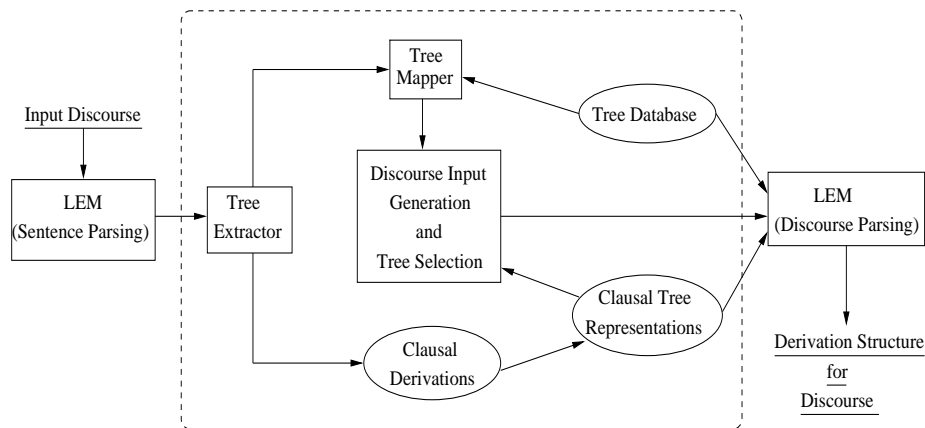 Input Discourse
LEM
(Sentence Parsing)
Tree
Extractor
Tree
Mapper
Discourse Input
Generation
and
Tree Selection
Clausal
Derivations
Tree Database
Clausal Tree
Representations
LEM
(Discourse Parsing)
Derivation Structure
for
Discourse